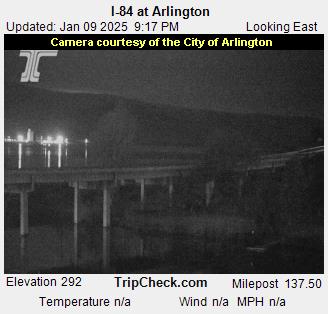 I-84 at Arlington
Updated: Jan 09 2025 9:17 PM Looking East
Camera courtesy of the City of Arlington
Elevation 292 TripCheck.com Milepost 137.50
Temperature n/a Wind n/a MPH n/a